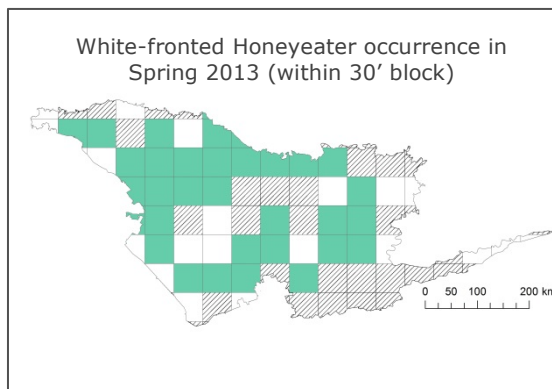 White-fronted Honeyeater occurrence in
Spring 2013 (within 30’ block)
0 50 100 200 km